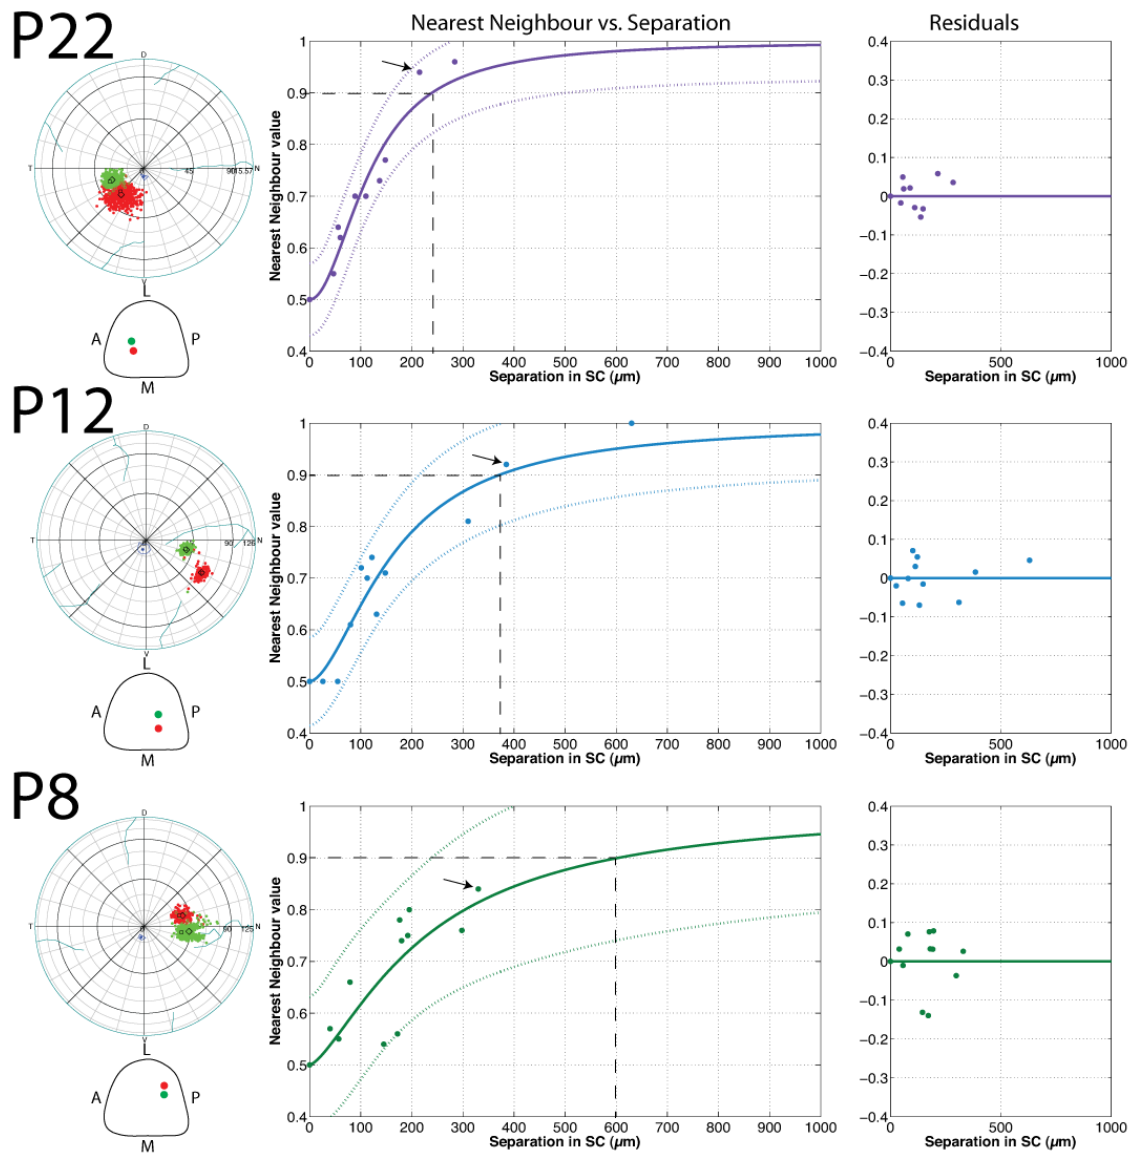 P22
Nearest Neighbour vs. Separation
Residuals
D
T
45
N
V
L
A
P
M
Nearest Neighbour value
1
0.9
0.8
0.7
0.6
0.5
0.4
0 100 200 300 400 500 600 700 800 900 1000
Separation in SC (µm)
0.4
0.3
0.2
0.1
0
−0.1
−0.2
−0.3
−0.4
0 500 1000
Separation in SC (µm)
P12
D
T
90
126
N
V
L
A
P
M
Nearest Neighbour value
1
0.9
0.8
0.7
0.6
0.5
0.4
0 100 200 300 400 500 600 700 800 900 1000
Separation in SC (µm)
0.4
0.3
0.2
0.1
0
−0.1
−0.2
−0.3
−0.4
0 500 1000
Separation in SC (µm)
P8
D
T
90
125
N
V
L
A
P
M
Nearest Neighbour value
1
0.9
0.8
0.7
0.6
0.5
0.4
0 100 200 300 400 500 600 700 800 900 1000
Separation in SC (µm)
0.4
0.3
0.2
0.1
0
−0.1
−0.2
−0.3
−0.4
0 500 1000
Separation in SC (µm)